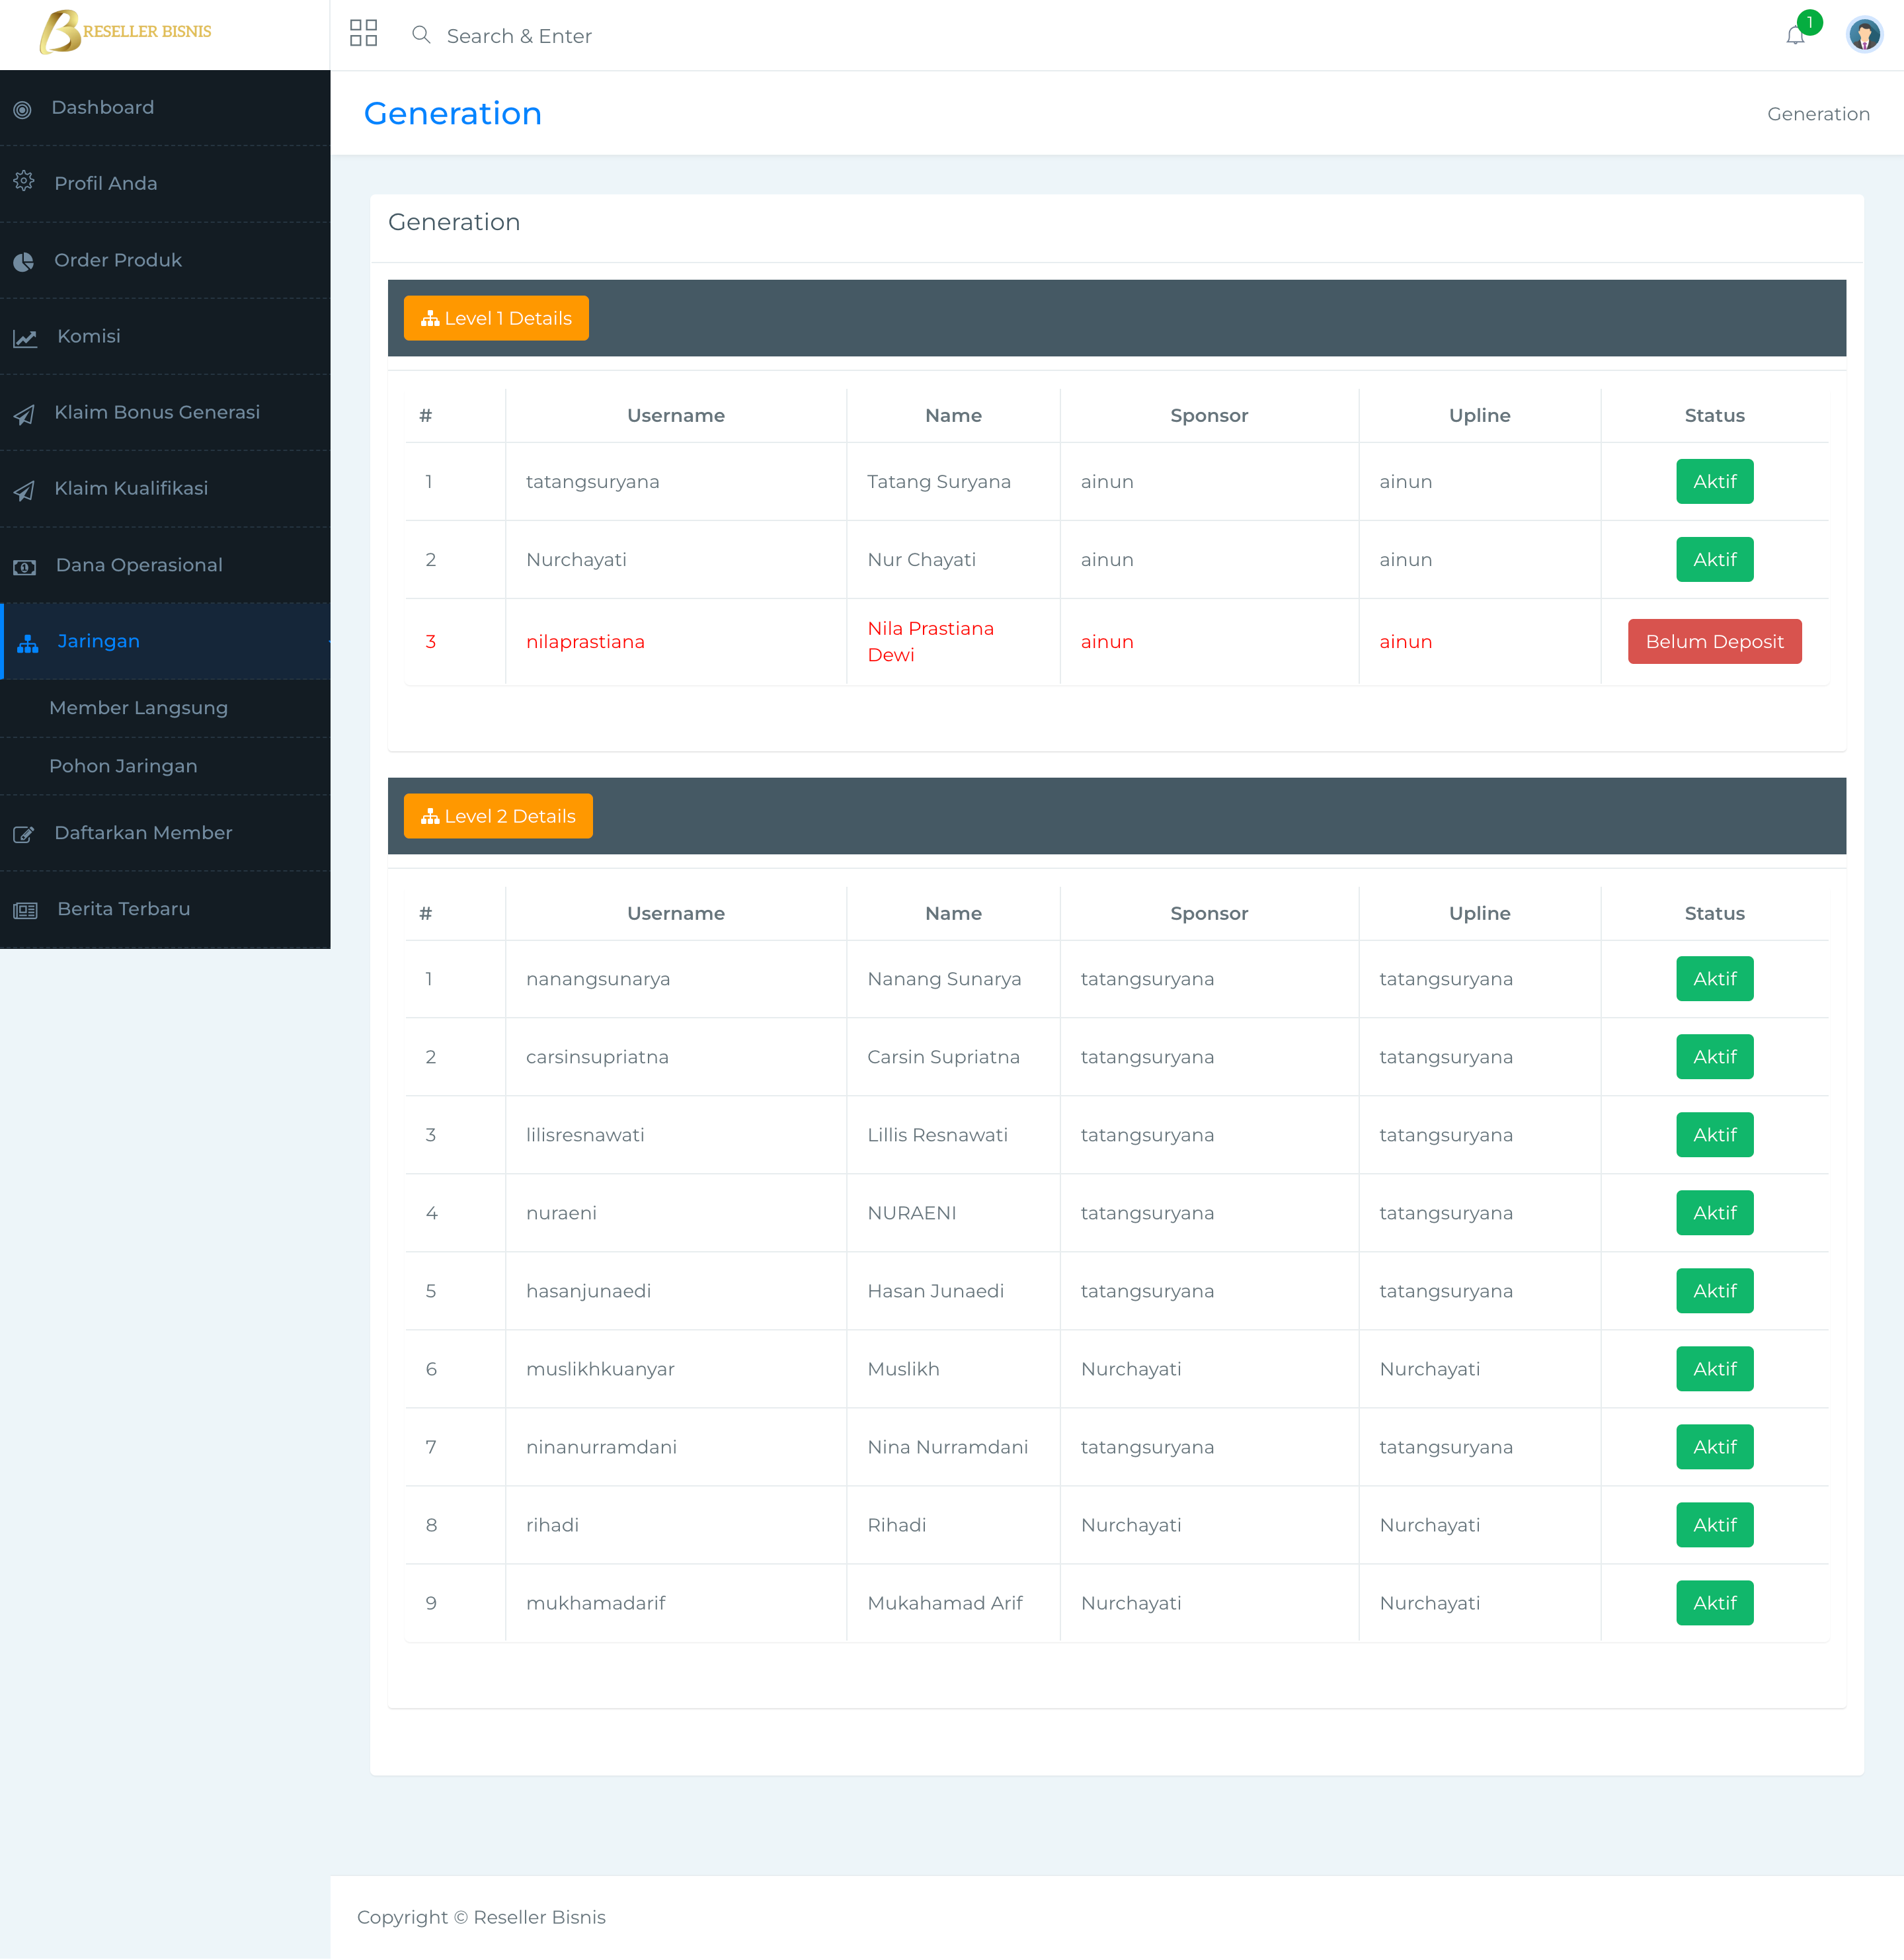 RESELLER BISNIS
Search & Enter
1
Dashboard
Profil Anda
Order Produk
Komisi
Klaim Bonus Generasi
Klaim Kualifikasi
Dana Operasional
Jaringan
Member Langsung
Pohon Jaringan
Daftarkan Member
Berita Terbaru
Generation
Generation
Generation
Level 1 Details
# Username Name Sponsor Upline Status
1 tatangsuryana Tatang Suryana ainun ainun Aktif
2 Nurchayati Nur Chayati ainun ainun Aktif
3 nilaprastiana Nila Prastiana Dewi ainun ainun Belum Deposit
Level 2 Details
# Username Name Sponsor Upline Status
1 nanangsunarya Nanang Sunarya tatangsuryana tatangsuryana Aktif
2 carsinsupriatna Carsin Supriatna tatangsuryana tatangsuryana Aktif
3 lilisresnawati Lillis Resnawati tatangsuryana tatangsuryana Aktif
4 nuraeni NURAENI tatangsuryana tatangsuryana Aktif
5 hasanjunaedi Hasan Junaedi tatangsuryana tatangsuryana Aktif
6 muslikhkuanyar Muslikh Nurchayati Nurchayati Aktif
7 ninanurramdani Nina Nurramdani tatangsuryana tatangsuryana Aktif
8 rihadi Rihadi Nurchayati Nurchayati Aktif
9 mukhamadarif Mukahamad Arif Nurchayati Nurchayati Aktif
Copyright © Reseller Bisnis